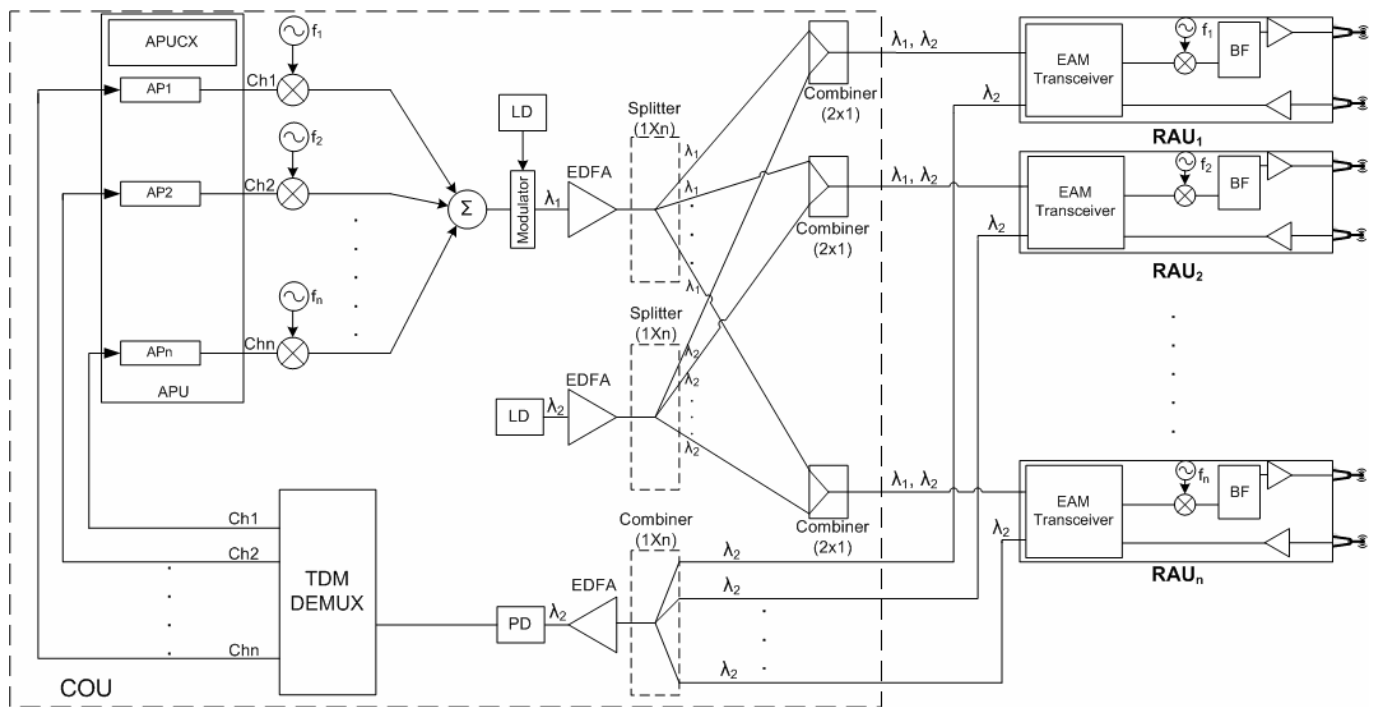 APUCX
f1
AP1
Ch1
f2
AP2
Ch2
fn
APn
Chn
APU
Σ
LD
Modulator
λ1
EDFA
Splitter
(1Xn)
λ1
λ1
λ1
Combiner
(2x1)
Combiner
(2x1)
Splitter
(1Xn)
LD
λ2
EDFA
λ2
λ2
λ2
Combiner
(2x1)
λ1, λ2
λ1, λ2
λ1, λ2
EAM
Transceiver
f1
BF
λ2
RAU1
EAM
Transceiver
f2
BF
λ2
RAU2
EAM
Transceiver
fn
BF
λ2
RAUn
Ch1
Ch2
Chn
TDM
DEMUX
PD
λ2
EDFA
Combiner
(1Xn)
λ2
λ2
λ2
COU